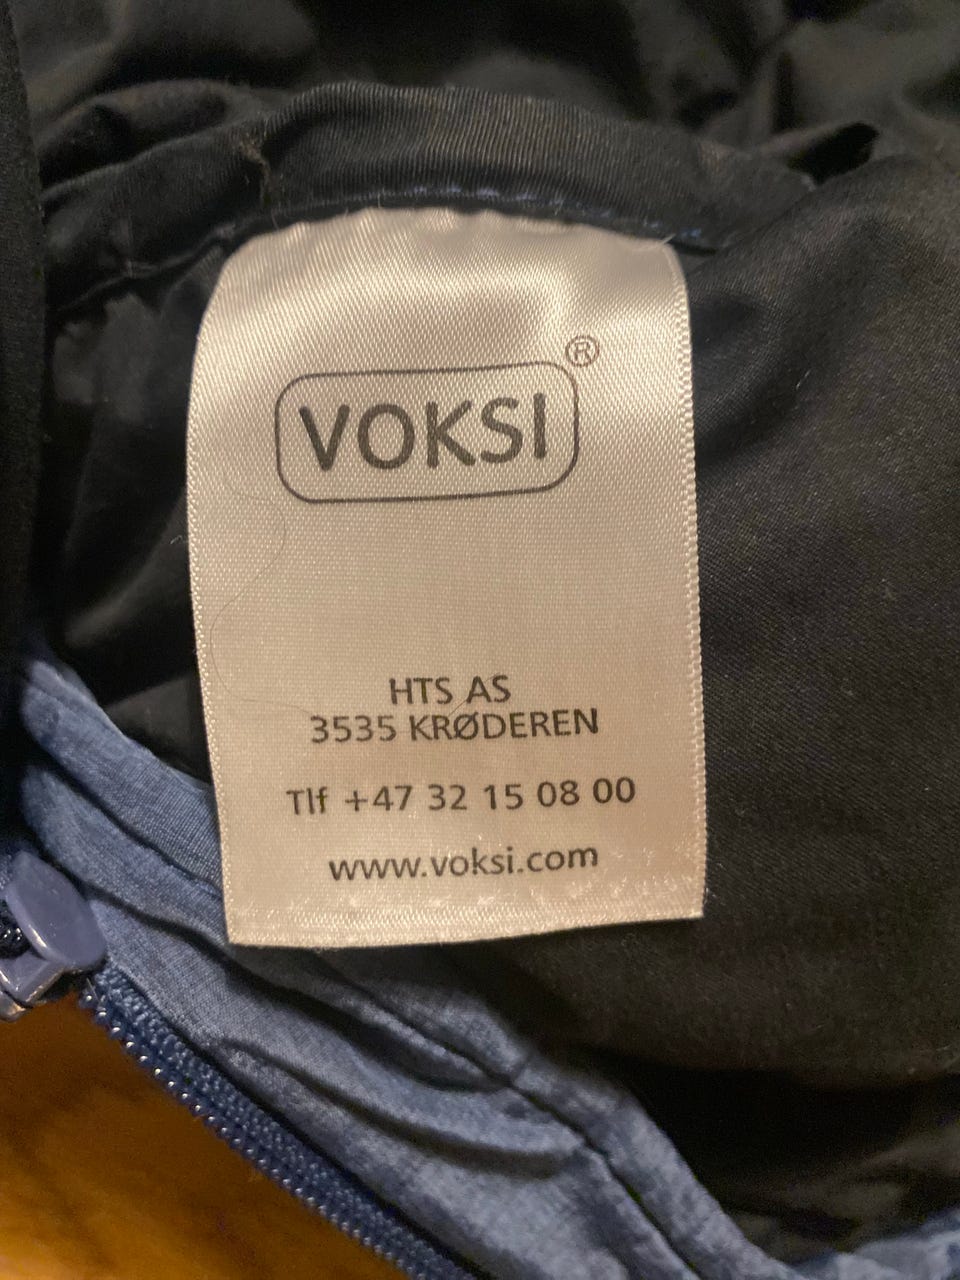 VOKSI®
HTS AS
3535 KRØDEREN
Tlf +47 32 15 08 00
www.voksi.com